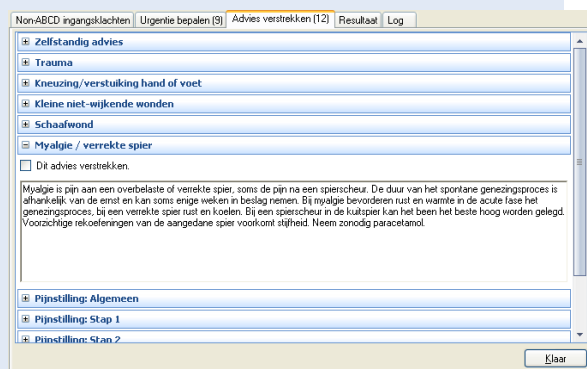 Non-ABCD ingangsklachten Urgentie bepalen (9) Advies verstrekken (12) Resultaat Log
Zelfstandig advies
Trauma
Kneuzing/verstuiking hand of voet
Kleine niet-wijkende wonden
Schaafwond
Myalgie / verrekte spier
Dit advies verstrekken.
Myalgie is pijn aan een overbelaste of verrekte spier, soms de pijn na een spierscheur. De duur van het spontane genezingsproces is
afhankelijk van de ernst en kan soms enige weken in beslag nemen. Bij myalgie bevorderen rust en warmte in de acute fase het
genezingsproces, bij een verrekte spier rust en koelen. Bij een spierscheur in de kuitspier kan het been het beste hoog worden gelegd.
Voorzichtige rekoefeningen van de aangedane spier voorkomt stijfheid. Neem zonodig paracetamol.
Pijnstilling: Algemeen
Pijnstilling: Stap 1
Pijnstilling: Stap 2
Klaar